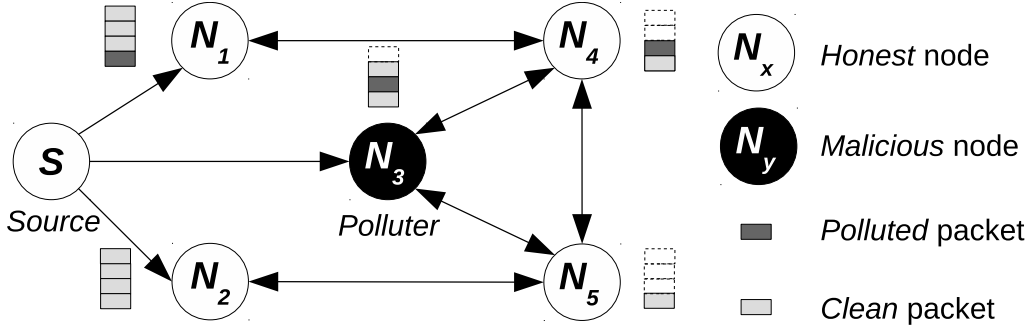 N1
N4
Nx
Honest node
S
N3
Ny
Malicious node
Source
Polluter
Polluted packet
N2
N5
Clean packet